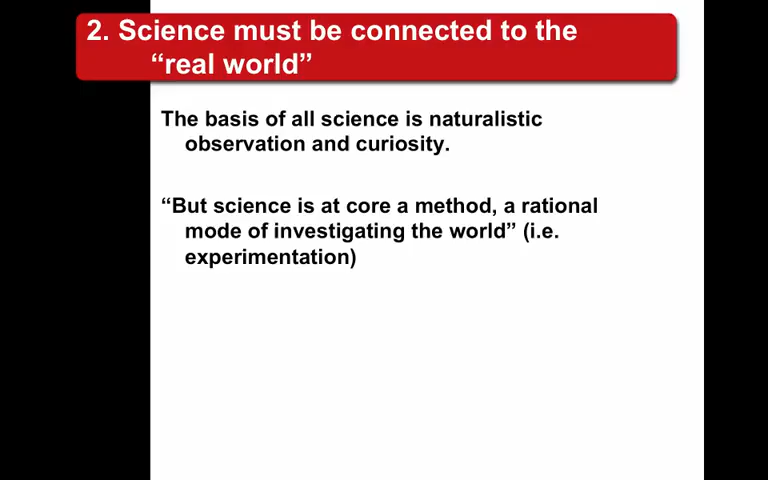 2. Science must be connected to the
“real world”
The basis of all science is naturalistic
observation and curiosity.
“But science is at core a method, a rational
mode of investigating the world” (i.e.
experimentation)